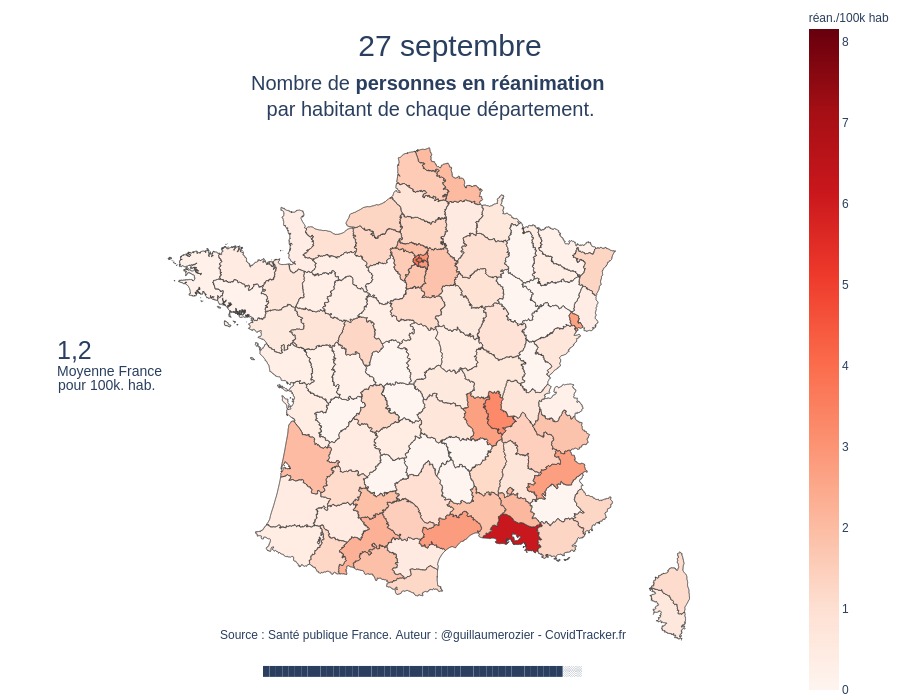 réan./100k hab
27 septembre
Nombre de personnes en réanimation
par habitant de chaque département.
8
7
6
5
4
3
2
1
0
1,2
Moyenne France
pour 100k. hab.
Source : Santé publique France. Auteur : @guillaumerozier - CovidTracker.fr